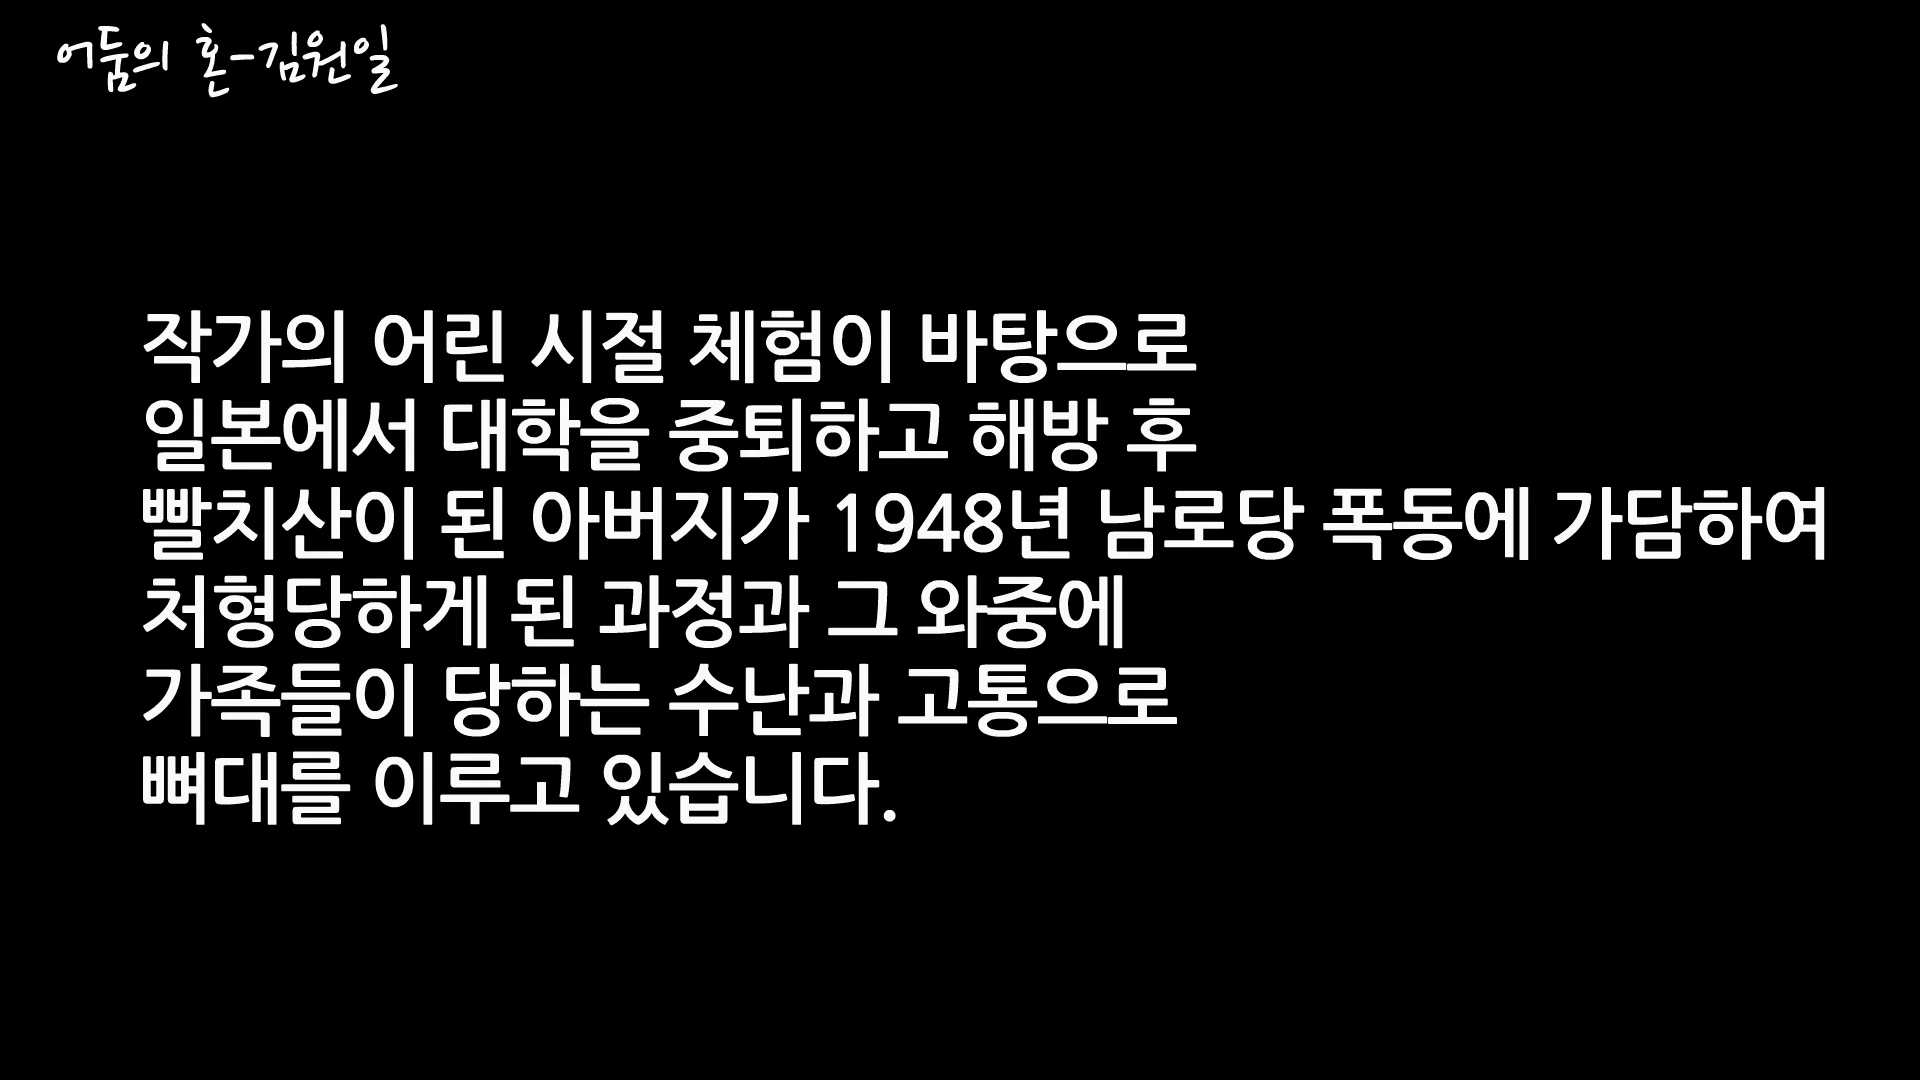 어둠의 혼-김원일
작가의 어린 시절 체험이 바탕으로
일본에서 대학을 중퇴하고 해방 후
빨치산이 된 아버지가 1948년 남로당 폭동에 가담하여
처형당하게 된 과정과 그 와중에
가족들이 당하는 수난과 고통으로
뼈대를 이루고 있습니다.